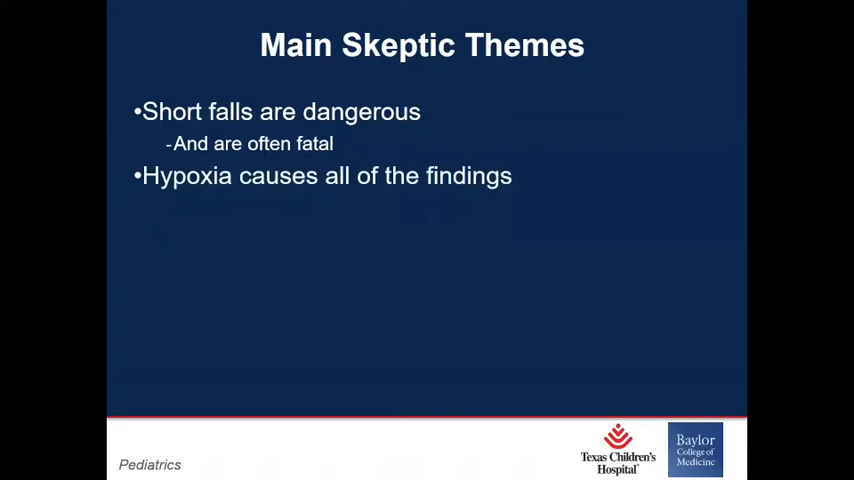 Main Skeptic Themes
•Short falls are dangerous
-And are often fatal
•Hypoxia causes all of the findings
Pediatrics
Texas Children's
Hospital®
Baylor
College of
Medicine